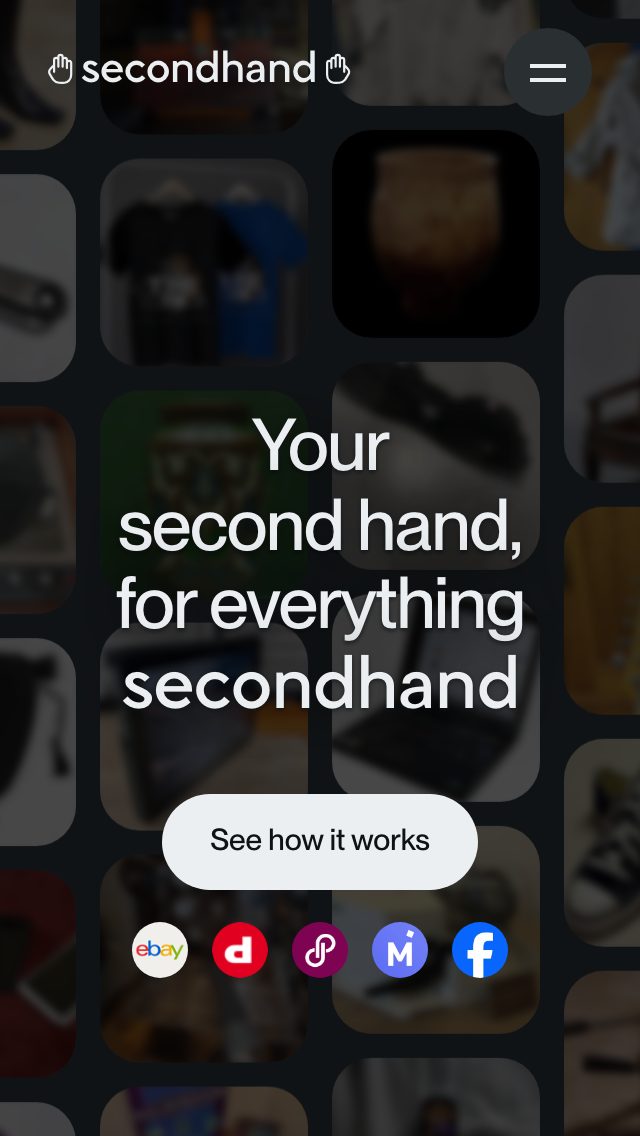 secondhand
Your
second hand,
for everything
secondhand
See how it works
ebay
d
M
f